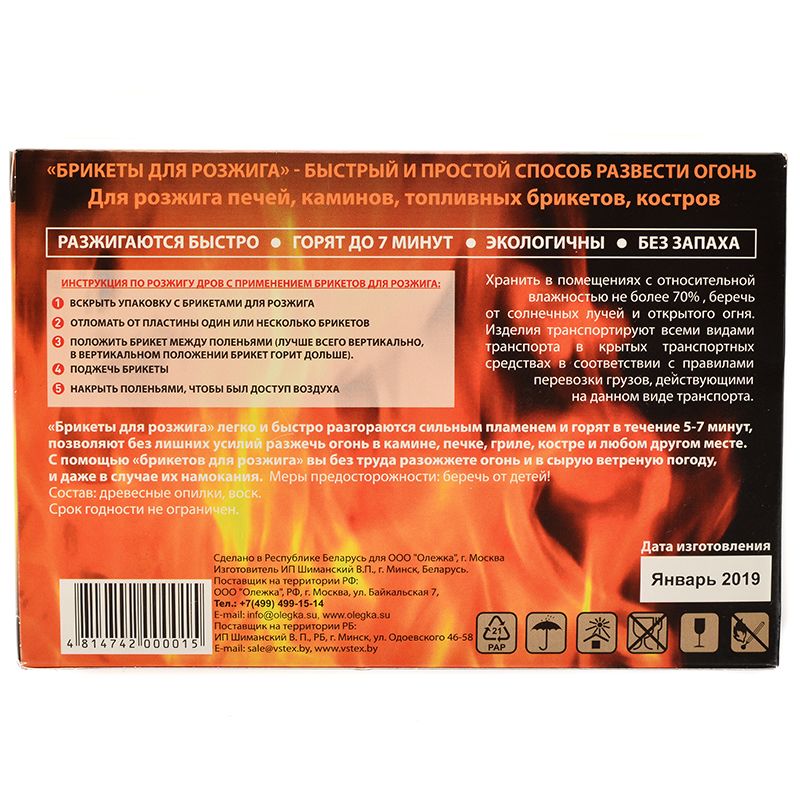 «БРИКЕТЫ ДЛЯ РОЗЖИГА» - БЫСТРЫЙ И ПРОСТОЙ СПОСОБ РАЗВЕСТИ ОГОНЬ
Для розжига печей, каминов, топливных брикетов, костров
РАЗЖИГАЮТСЯ БЫСТРО ● ГОРЯТ ДО 7 МИНУТ ● ЭКОЛОГИЧНЫ ● БЕЗ ЗАПАХА
ИНСТРУКЦИЯ ПО РОЗЖИГУ ДРОВ С ПРИМЕНЕНИЕМ БРИКЕТОВ ДЛЯ РОЗЖИГА:
1 ВСКРЫТЬ УПАКОВКУ С БРИКЕТАМИ ДЛЯ РОЗЖИГА
2 ОТЛОМАТЬ ОТ ПЛАСТИНЫ ОДИН ИЛИ НЕСКОЛЬКО БРИКЕТОВ
3 ПОЛОЖИТЬ БРИКЕТ МЕЖДУ ПОЛЕНЬЯМИ (ЛУЧШЕ ВСЕГО ВЕРТИКАЛЬНО,
В ВЕРТИКАЛЬНОМ ПОЛОЖЕНИИ БРИКЕТ ГОРИТ ДОЛЬШЕ).
4 ПОДЖЕЧЬ БРИКЕТЫ
5 НАКРЫТЬ ПОЛЕНЬЯМИ, ЧТОБЫ БЫЛ ДОСТУП ВОЗДУХА
Хранить в помещениях с относительной
влажностью не более 70% , беречь
от солнечных лучей и открытого огня.
Изделия транспортируют всеми видами
транспорта в крытых транспортных
средствах в соответствии с правилами
перевозки грузов, действующими
на данном виде транспорта.
«Брикеты для розжига» легко и быстро разгораются сильным пламенем и горят в течение 5-7 минут,
позволяют без лишних усилий разжечь огонь в камине, печке, гриле, костре и любом другом месте.
С помощью «брикетов для розжига» вы без труда разожжете огонь и в сырую ветреную погоду,
и даже в случае их намокания. Меры предосторожности: беречь от детей!
Состав: древесные опилки, воск.
Срок годности не ограничен.
Сделано в Республике Беларусь для ООО "Олежка", г. Москва
Изготовитель ИП Шиманский В.П., г. Минск, Беларусь.
Поставщик на территории РФ:
ООО "Олежка", РФ, г. Москва, ул. Байкальская 7,
Тел.: +7(499) 499-15-14
E-mail: info@olegka.su, www.olegka.su
Поставщик на территории РБ:
ИП Шиманский В. П., РБ, г. Минск, ул. Одоевского 46-58
E-mail: sale@vstex.by, www.vstex.by
4 814742 000015
Дата изготовления
Январь 2019
21
PAP